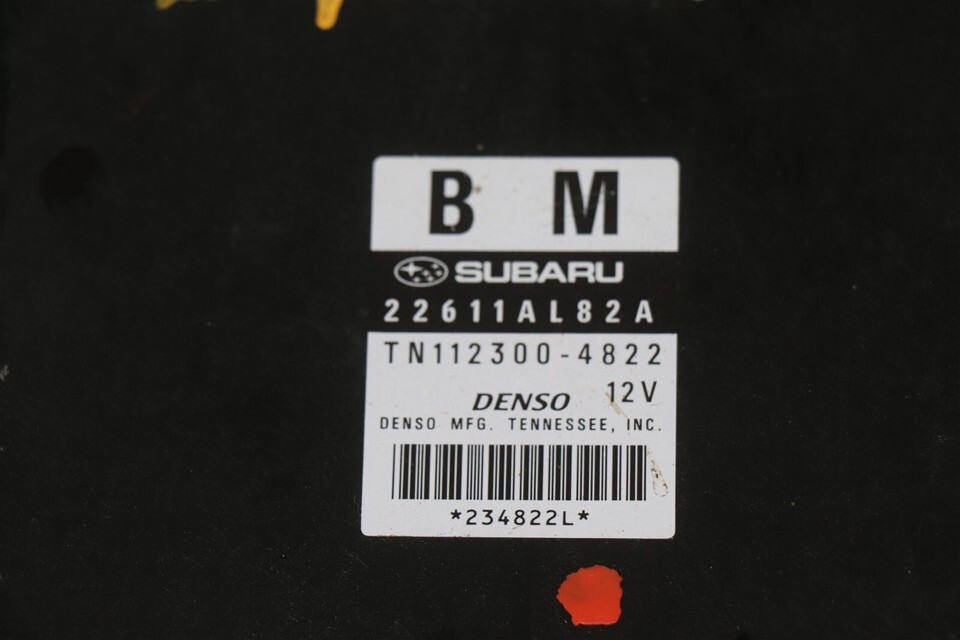 B M
SUBARU
22611AL82A
TN112300-4822
12V
DENSO
DENSO MFG. TENNESSEE, INC.
*234822L*